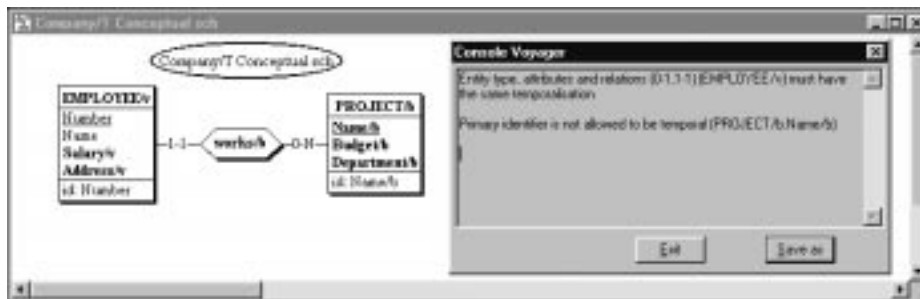 Company/T Conceptual sch
Company/T Conceptual sch
EMPLOYEE/v
Number
Name
Salary/v
Address/v
id: Number
1-1
works/b
0-N
PROJECT/b
Name/b
Budget/b
Department/b
id: Name/b
Console Voyager
Entity type, attributes and relations (0-1,1-1) (EMPLOYEE/v) must have
the same temporalisation
Primary identifier is not allowed to be temporal (PROJECT/b.Name/b)
Exit
Save as